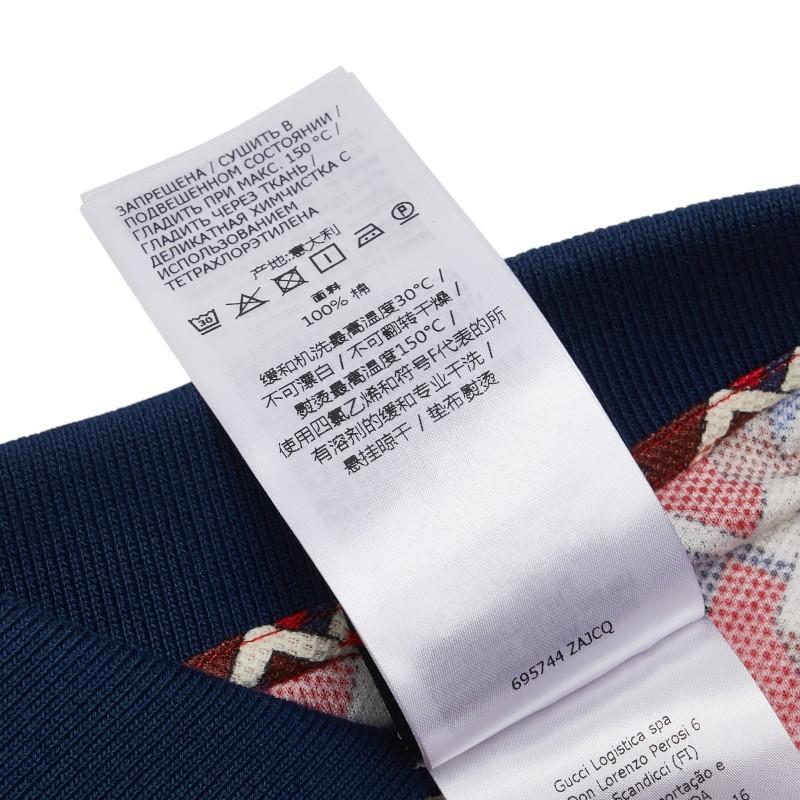 ЗАПРЕЩЕНА / СУШИТЬ В
ПОДВЕШЕННОМ СОСТОЯНИИ /
ГЛАДИТЬ ПРИ МАКС. 150 °C /
ГЛАДИТЬ ЧЕРЕЗ ТКАНЬ /
ДЕЛИКАТНАЯ ХИМЧИСТКА С
ИСПОЛЬЗОВАНИЕМ
ТЕТРАХЛОРЭТИЛЕНА
产地:意大利
30 P
面料
100% 棉
缓和机洗最高温度30°C /
不可漂白 / 不可翻转干燥 /
熨烫最高温度150°C /
使用四氯乙烯和符号F代表的所
有溶剂的缓和专业干洗 /
悬挂晾干 / 垫布熨烫
695744 ZAJCQ
Gucci Logistica spa
Don Lorenzo Perosi 6
Scandicci (FI)
portação e
16